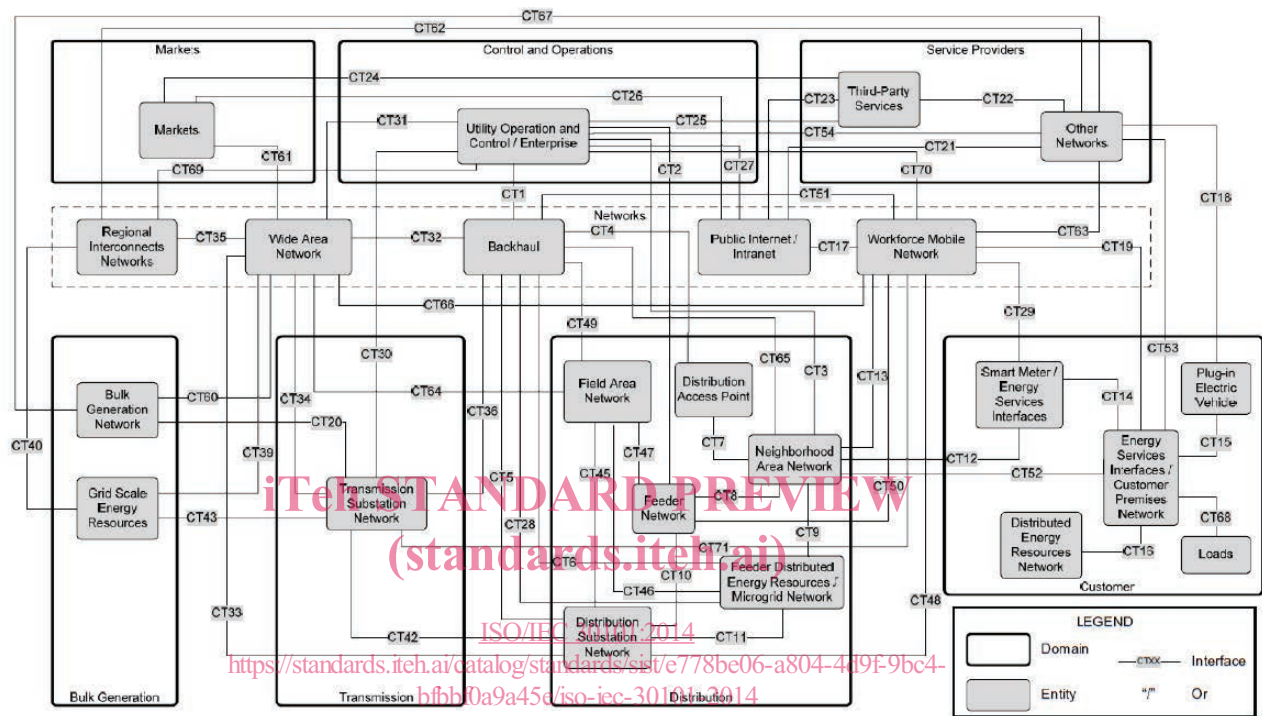 CT67
CT62
Markets
Control and Operations
Service Providers
CT24
CT26
CT23
Third-Party
Services
CT22
Markets
CT31
Utility Operation and
Control / Enterprise
CT25
CT54
Other
Networks
CT61
CT69
CT2
CT27
CT21
CT70
CT1
CT51
CT18
Networks
Regional
Interconnects
Networks
CT35
Wide Area
Network
CT32
Backhaul
CT4
Public Internet /
Intranet
CT17
Workforce Mobile
Network
CT63
CT19
CT66
CT29
CT49
CT30
CT65
CT3
CT13
CT53
Bulk
Generation
Network
CT60
CT34
CT64
CT36
Field Area
Network
Distribution
Access Point
Smart Meter /
Energy
Services
Interfaces
CT14
Plug-in
Electric
Vehicle
CT20
CT40
CT39
CT5
CT45
CT47
CT7
Neighborhood
Area Network
CT12
CT52
CT15
Energy
Services
Interfaces /
Customer
Premises
Network
Grid Scale
Energy
Resources
CT43
Transmission
Substation
Network
CT28
Feeder
Network
CT8
CT50
CT9
Distributed
Energy
Resources
Network
CT68
CT16
Loads
iTeh STANDARD PREVIEW
(standards.iteh.ai)
CT6
CT71
CT10
CT46
Feeder Distributed
Energy Resources /
Microgrid Network
Customer
CT33
CT42
Distribution
Substation
Network
CT11
CT48
ISO/IEC 30101:2014
https://standards.iteh.ai/catalog/standards/sist/e778be06-a804-4d9f-9bc4-
bfbbf0a9a45e/iso-iec-30101-2014
Bulk Generation
Transmission
Distribution
LEGEND
Domain
CTXX
Interface
Entity
"/"
Or